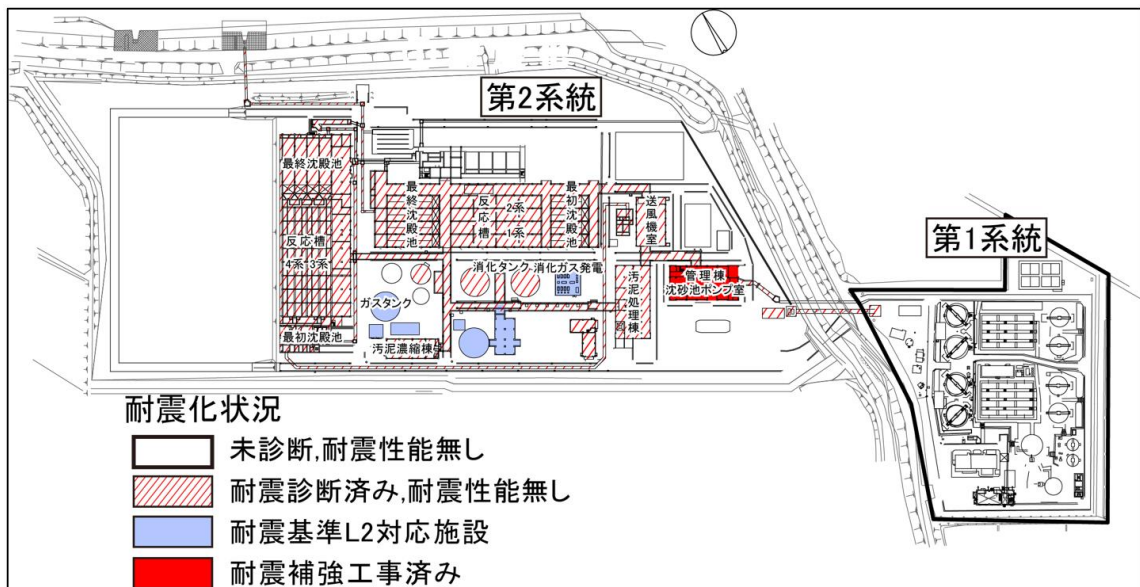 第2系統
第1系統
最終沈殿池
反応槽
4系 3系
最初沈殿池
最終沈殿池
反応槽
2系
1系
最初沈殿池
送風機室
消化タンク
消化ガス発電
ガスタンク
汚泥濃縮棟
汚泥処理棟
管理棟
沈砂池ポンプ室
耐震化状況
未診断,耐震性能無し
耐震診断済み,耐震性能無し
耐震基準L2対応施設
耐震補強工事済み